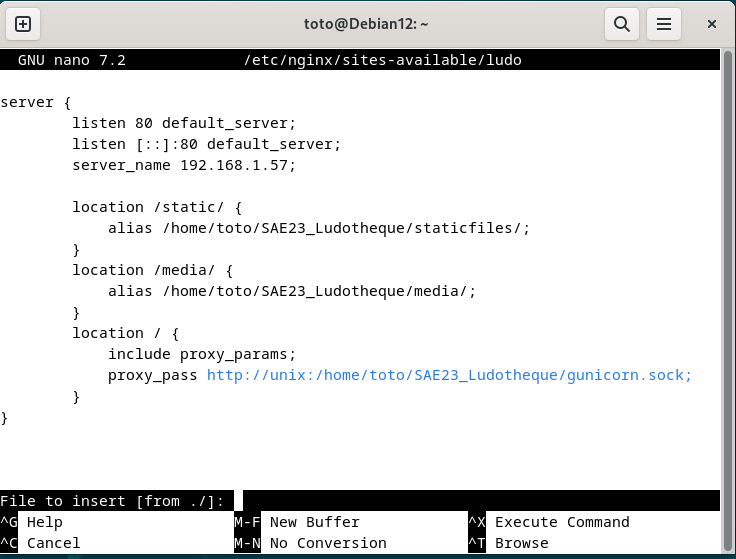 toto@Debian12: ~
GNU nano 7.2 /etc/nginx/sites-available/ludo
server {
listen 80 default_server;
listen [::]:80 default_server;
server_name 192.168.1.57;
location /static/ {
alias /home/toto/SAE23_Ludotheque/staticfiles/;
}
location /media/ {
alias /home/toto/SAE23_Ludotheque/media/;
}
location / {
include proxy_params;
proxy_pass http://unix:/home/toto/SAE23_Ludotheque/gunicorn.sock;
}
}
File to insert [from ./]:
^G Help M-F New Buffer ^X Execute Command
^C Cancel M-N No Conversion ^T Browse